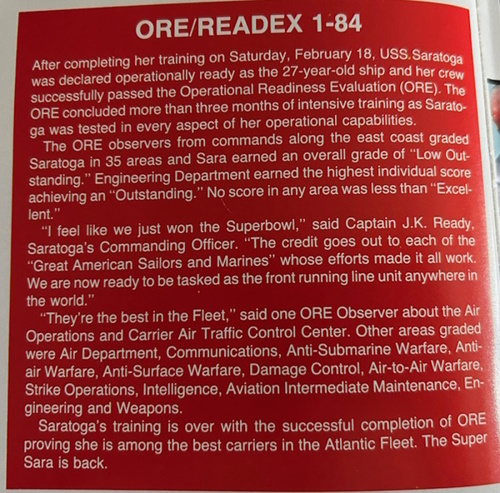 ORE/READEX 1-84
After completing her training on Saturday, February 18, USS.Saratoga
was declared operationally ready as the 27-year-old ship and her crew
successfully passed the Operational Readiness Evaluation (ORE). The
ORE concluded more than three months of intensive training as Sarato-
ga was tested in every aspect of her operational capabilities.
The ORE observers from commands along the east coast graded
Saratoga in 35 areas and Sara earned an overall grade of "Low Out-
standing." Engineering Department earned the highest individual score
achieving an "Outstanding." No score in any area was less than "Excel-
lent."
"I feel like we just won the Superbowl," said Captain J.K. Ready,
Saratoga's Commanding Officer. "The credit goes out to each of the
"Great American Sailors and Marines" whose efforts made it all work.
We are now ready to be tasked as the front running line unit anywhere in
the world."
"They're the best in the Fleet," said one ORE Observer about the Air
Operations and Carrier Air Traffic Control Center. Other areas graded
were Air Department, Communications, Anti-Submarine Warfare, Anti-
air Warfare, Anti-Surface Warfare, Damage Control, Air-to-Air Warfare,
Strike Operations, Intelligence, Aviation Intermediate Maintenance, En-
gineering and Weapons.
Saratoga's training is over with the successful completion of ORE
proving she is among the best carriers in the Atlantic Fleet. The Super
Sara is back.